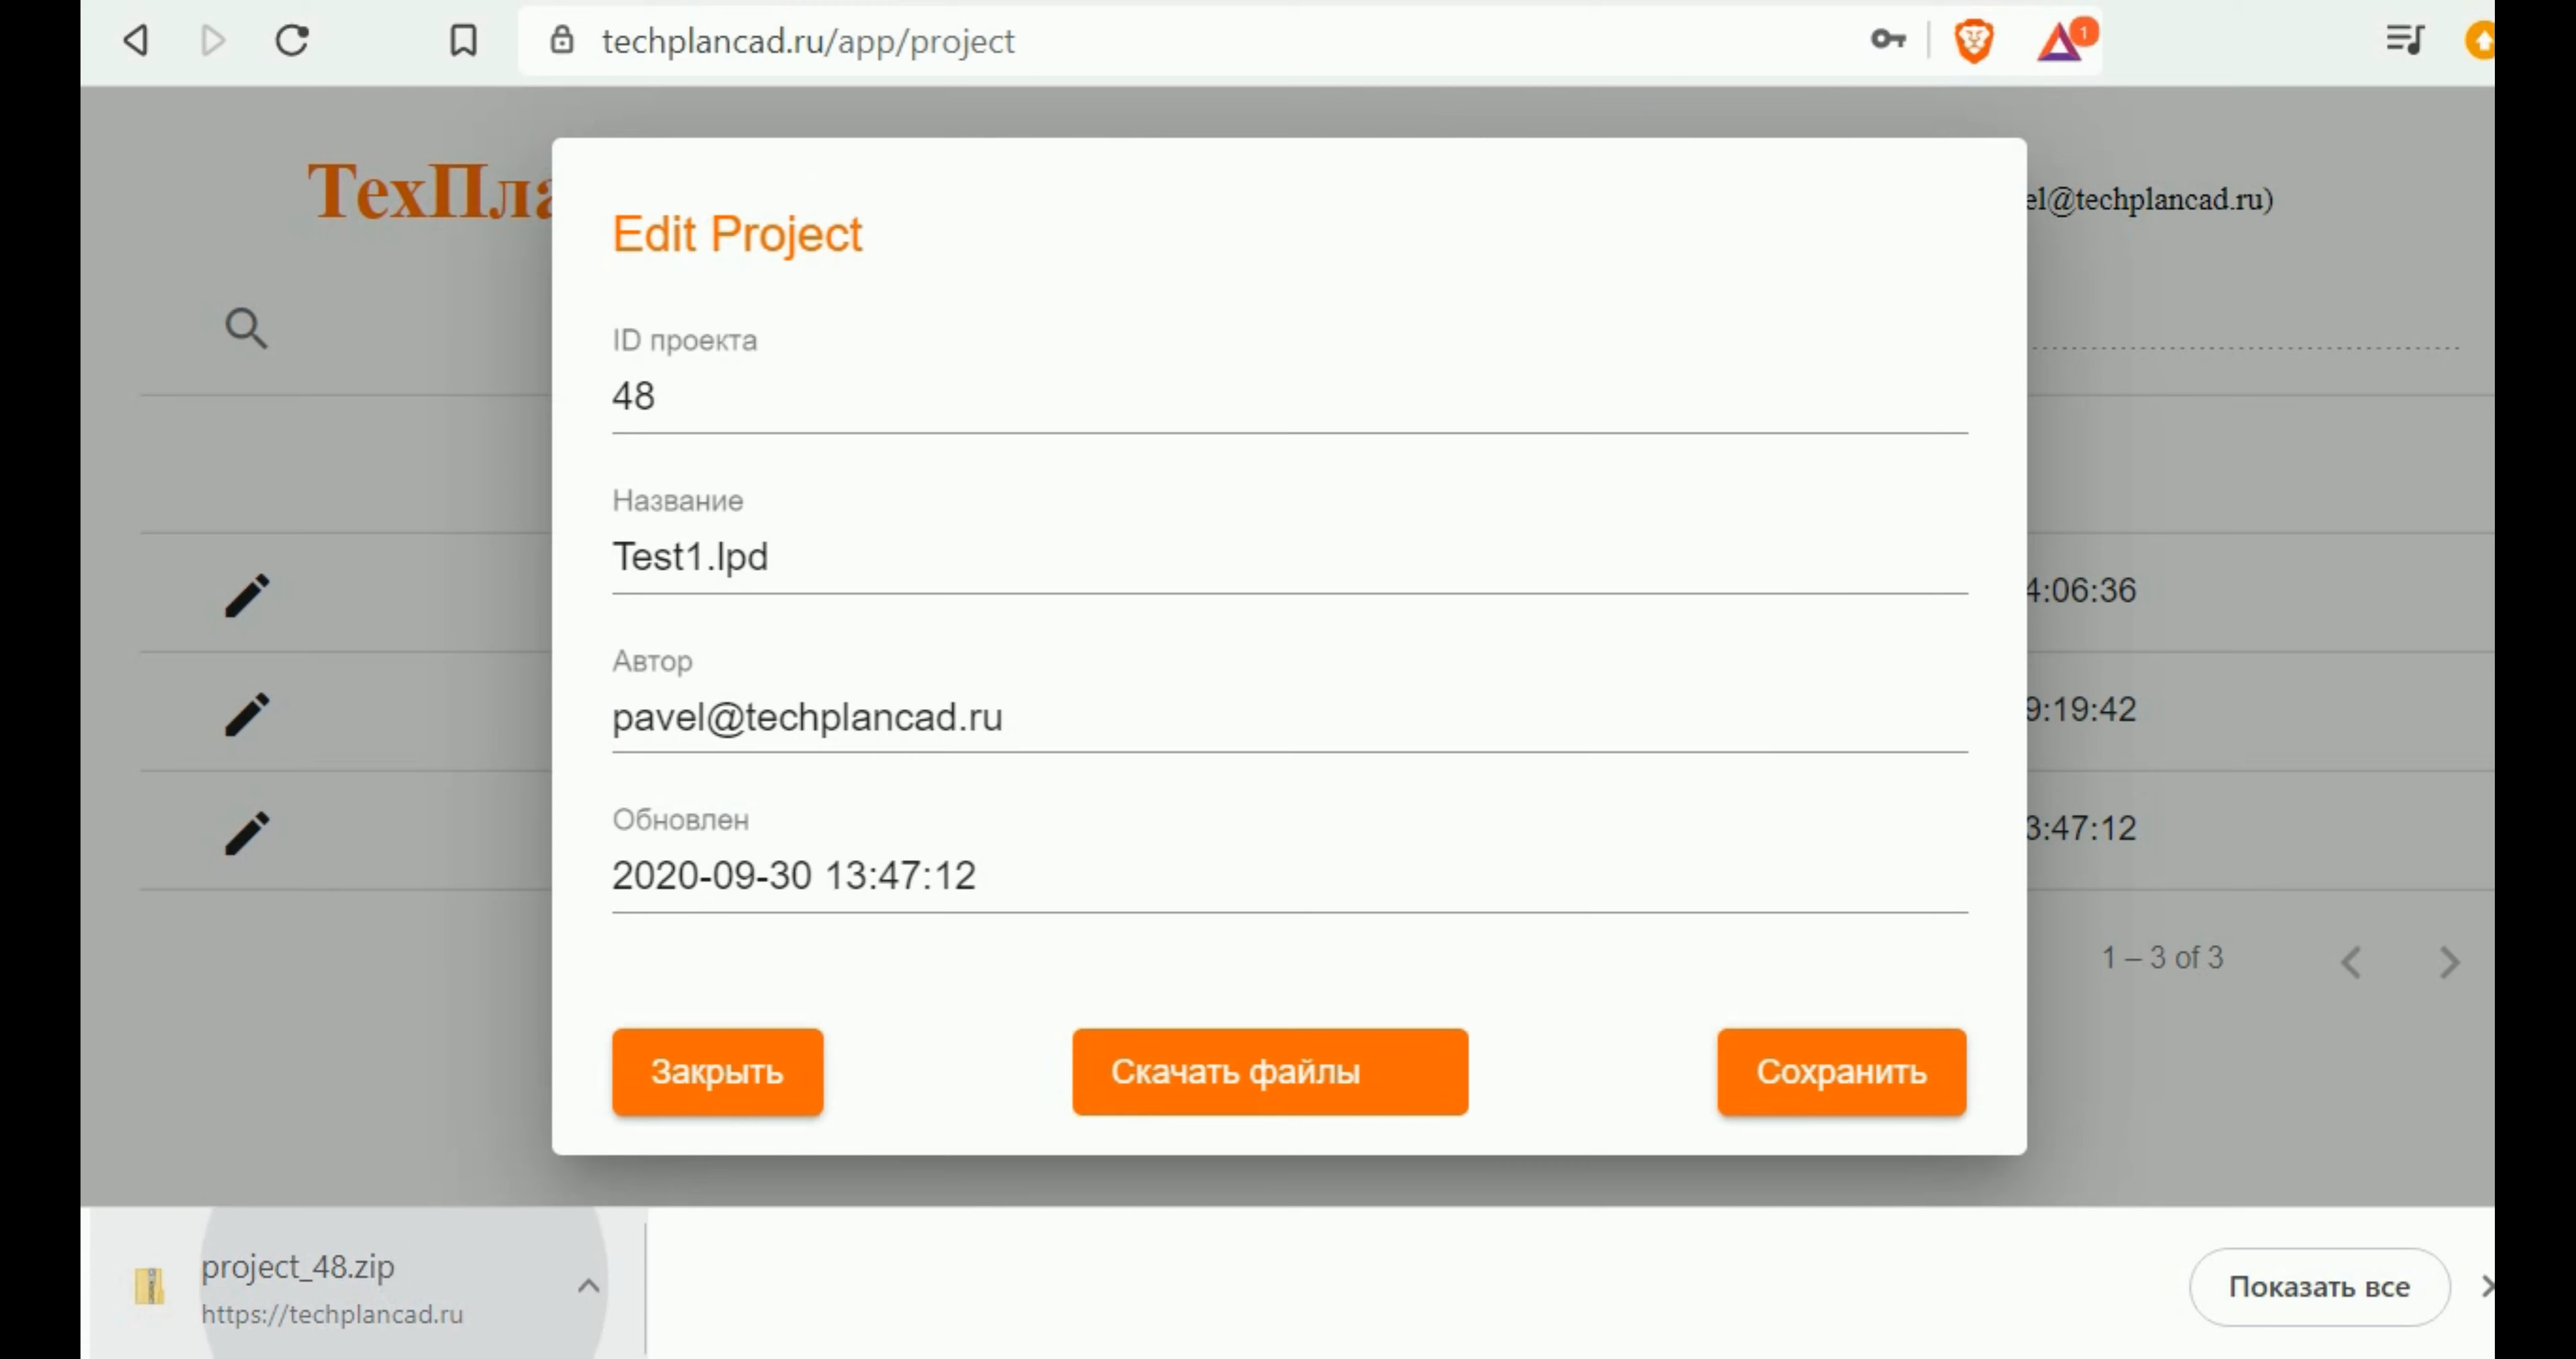 techplancad.ru/app/project
1
ТехПла
el@techplancad.ru)
Edit Project
ID проекта
48
Название
Test1.lpd
Автор
pavel@techplancad.ru
Обновлен
2020-09-30 13:47:12
4:06:36
9:19:42
3:47:12
1 – 3 of 3
Закрыть
Скачать файлы
Сохранить
project_48.zip
https://techplancad.ru
Показать все